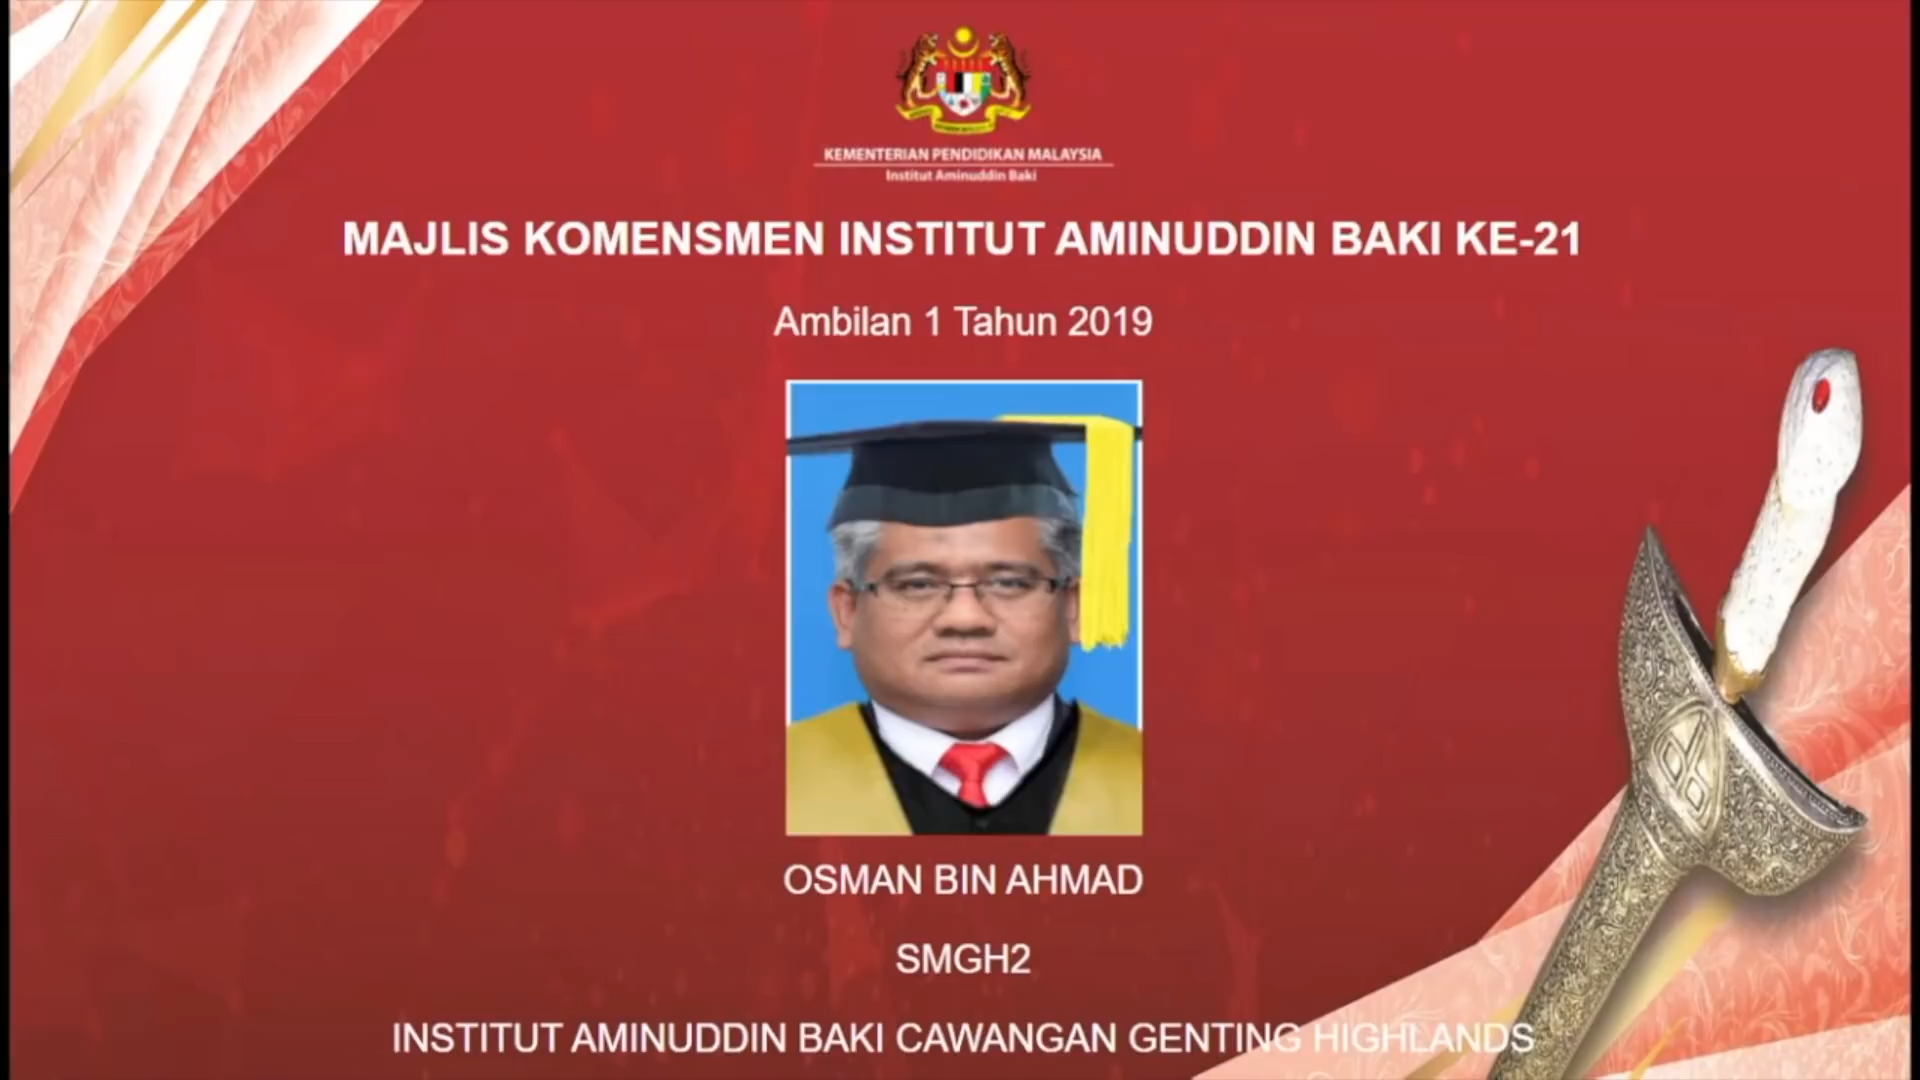 KEMENTERIAN PENDIDIKAN MALAYSIA
Institut Aminuddin Baki
MAJLIS KOMENSMEN INSTITUT AMINUDDIN BAKI KE-21
Ambilan 1 Tahun 2019
OSMAN BIN AHMAD
SMGH2
INSTITUT AMINUDDIN BAKI CAWANGAN GENTING HIGHLANDS